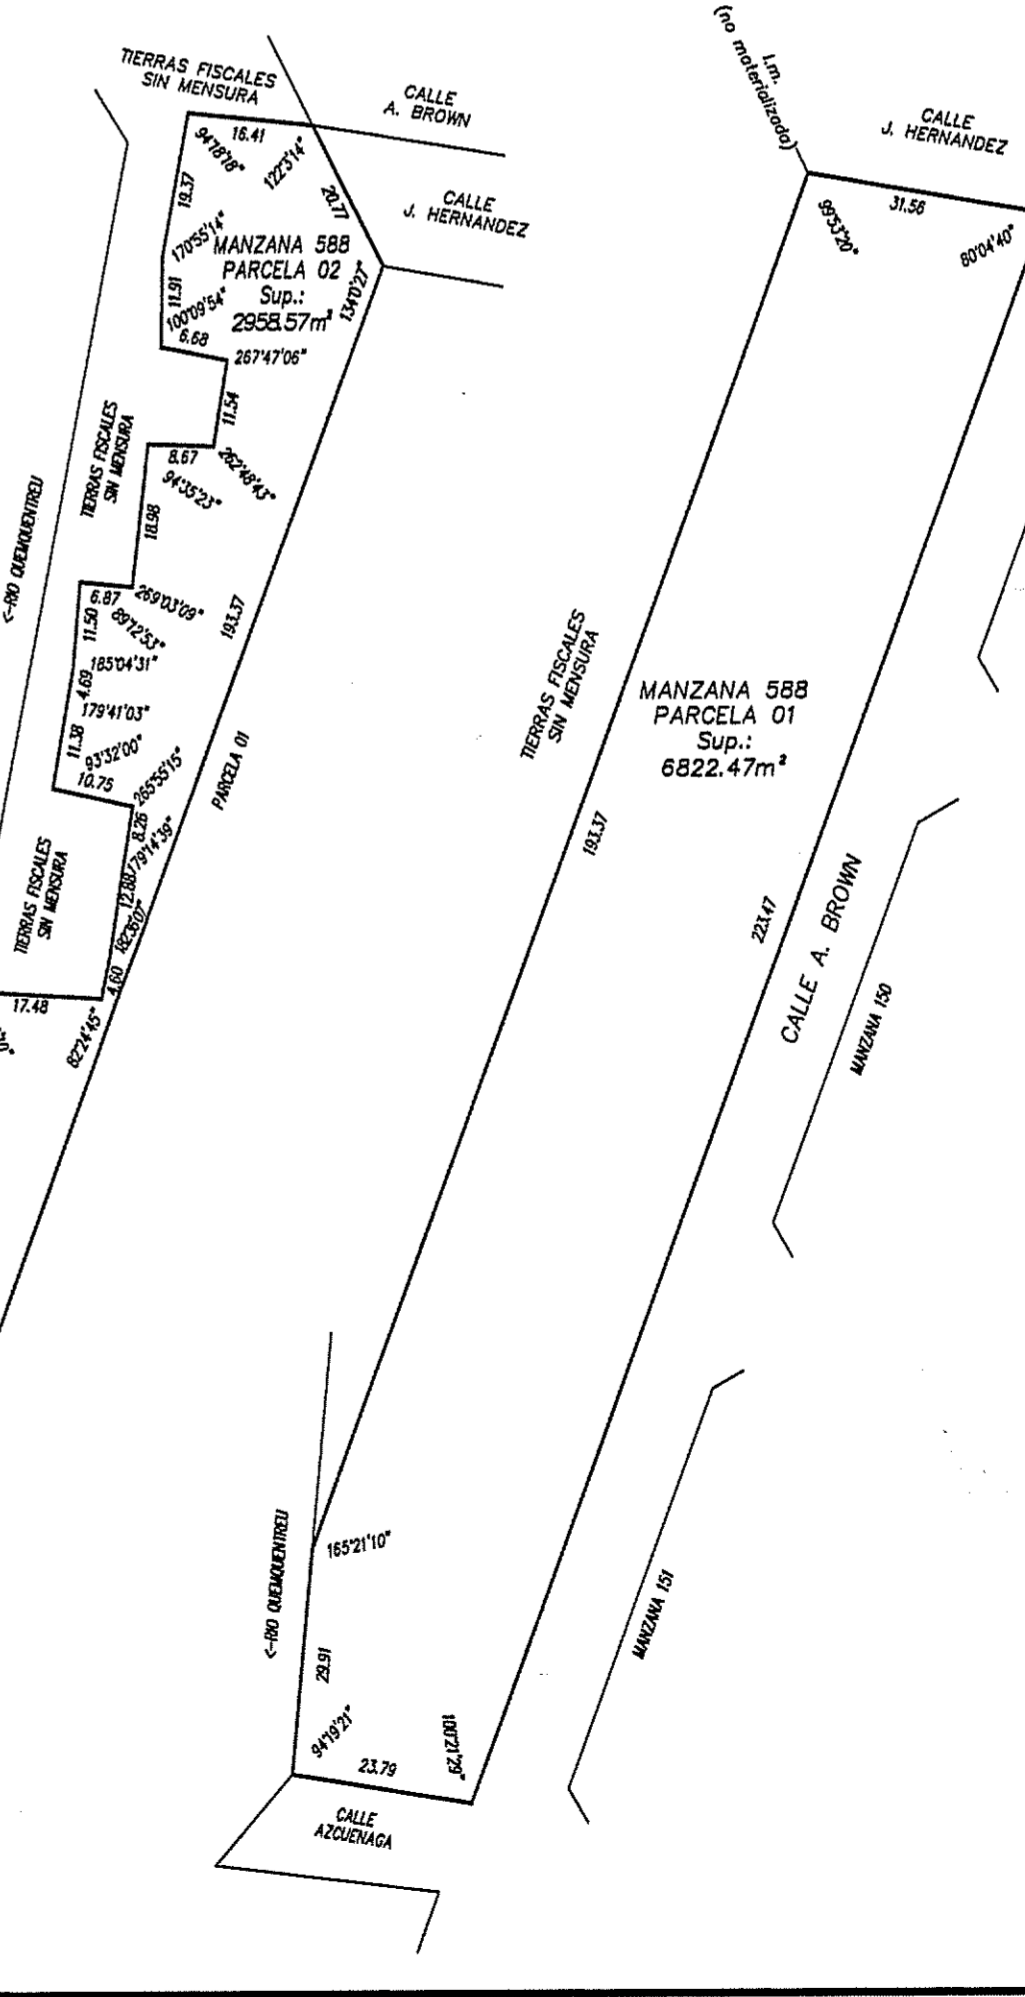 TIERRAS FISCALES
SIN MENSURA
CALLE
A. BROWN
16.41
94°18'18"
122°3'14"
19.37
20.77
CALLE
J. HERNANDEZ
170°55'14"
MANZANA 588
PARCELA 02
Sup.:
2958.57m²
134°0'27"
11.91
100°09'54"
6.68
267°47'06"
11.54
TIERRAS FISCALES
SIN MENSURA
8.67
262°48'43"
94°35'23"
18.98
<-RIO QUEMQUENTREU
6.87
269°03'09"
11.50
89°12'53"
193.37
185°04'31"
4.69
179°41'03"
11.38
93°32'00"
10.75
265°55'15"
PARCELA 01
8.26
179°14'39"
12.88
TIERRAS FISCALES
SIN MENSURA
182°36'07"
4.60
17.48
82°24'45"
I.m.
(no materializada)
CALLE
J. HERNANDEZ
31.56
99°53'20"
80°04'40"
TIERRAS FISCALES
SIN MENSURA
MANZANA 588
PARCELA 01
Sup.:
6822.47m²
193.37
223.47
CALLE A. BROWN
MANZANA 150
<-RIO QUEMQUENTREU
165°21'10"
29.91
94°19'21"
23.79
100°21'29"
MANZANA 151
CALLE
AZCUENAGA